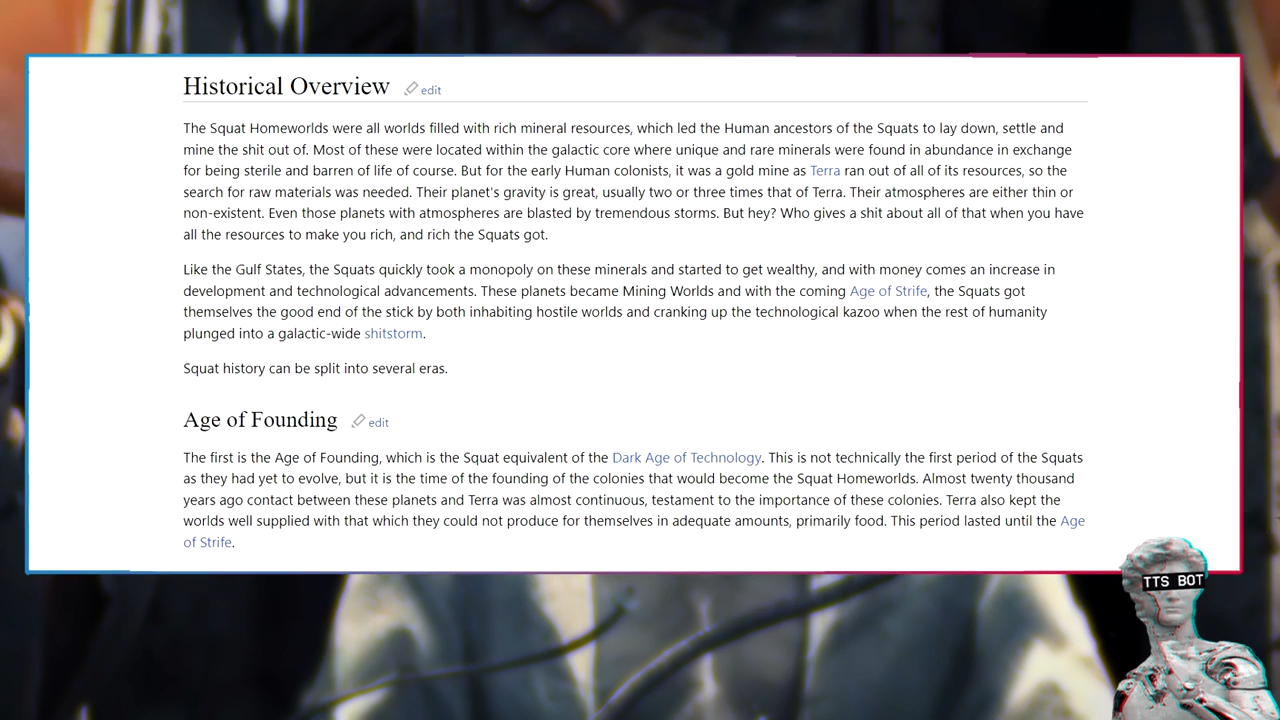 Historical Overview edit
The Squat Homeworlds were all worlds filled with rich mineral resources, which led the Human ancestors of the Squats to lay down, settle and
mine the shit out of. Most of these were located within the galactic core where unique and rare minerals were found in abundance in exchange
for being sterile and barren of life of course. But for the early Human colonists, it was a gold mine as Terra ran out of all of its resources, so the
search for raw materials was needed. Their planet's gravity is great, usually two or three times that of Terra. Their atmospheres are either thin or
non-existent. Even those planets with atmospheres are blasted by tremendous storms. But hey? Who gives a shit about all of that when you have
all the resources to make you rich, and rich the Squats got.
Like the Gulf States, the Squats quickly took a monopoly on these minerals and started to get wealthy, and with money comes an increase in
development and technological advancements. These planets became Mining Worlds and with the coming Age of Strife, the Squats got
themselves the good end of the stick by both inhabiting hostile worlds and cranking up the technological kazoo when the rest of humanity
plunged into a galactic-wide shitstorm.
Squat history can be split into several eras.
Age of Founding edit
The first is the Age of Founding, which is the Squat equivalent of the Dark Age of Technology. This is not technically the first period of the Squats
as they had yet to evolve, but it is the time of the founding of the colonies that would become the Squat Homeworlds. Almost twenty thousand
years ago contact between these planets and Terra was almost continuous, testament to the importance of these colonies. Terra also kept the
worlds well supplied with that which they could not produce for themselves in adequate amounts, primarily food. This period lasted until the Age
of Strife.
TTS BOT